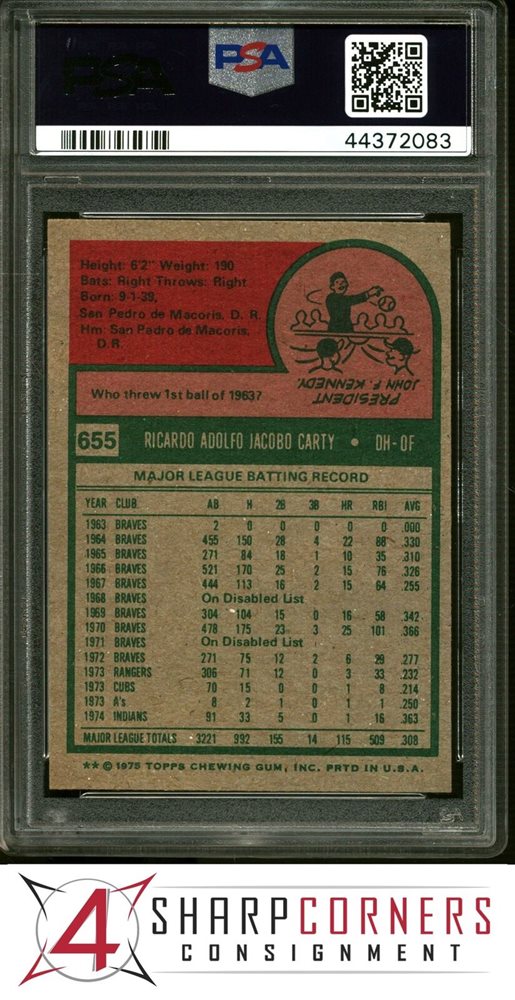 PSA
PSA
44372083
Height: 6'2" Weight: 190
Bats: Right Throws: Right
Born: 9-1-39,
San Pedro de Macoris, D. R.
Hm: San Pedro de Macoris,
D.R.
Who threw 1st ball of 1963?
PRESIDENT
JOHN F KENNEDY
655 RICARDO ADOLFO JACOBO CARTY • DH-OF
MAJOR LEAGUE BATTING RECORD
YEAR CLUB AB H 2B 3B HR RBI AVG
1963 BRAVES 2 0 0 0 0 0 .000
1964 BRAVES 455 150 28 4 22 88 .330
1965 BRAVES 271 84 18 1 10 35 .310
1966 BRAVES 521 170 25 2 15 76 .326
1967 BRAVES 444 113 16 2 15 64 .255
1968 BRAVES On Disabled List
1969 BRAVES 304 104 15 0 16 58 .342
1970 BRAVES 478 175 23 3 25 101 .366
1971 BRAVES On Disabled List
1972 BRAVES 271 75 12 2 6 29 .277
1973 RANGERS 306 71 12 0 3 33 .232
1973 CUBS 70 15 0 0 1 8 .214
1973 A's 8 2 1 0 1 1 .250
1974 INDIANS 91 33 5 0 1 16 .363
MAJOR LEAGUE TOTALS 3221 992 155 14 115 509 .308
** © 1975 TOPPS CHEWING GUM, INC. PRTD IN U.S.A.
4 SHARPCORNERS
CONSIGNMENT